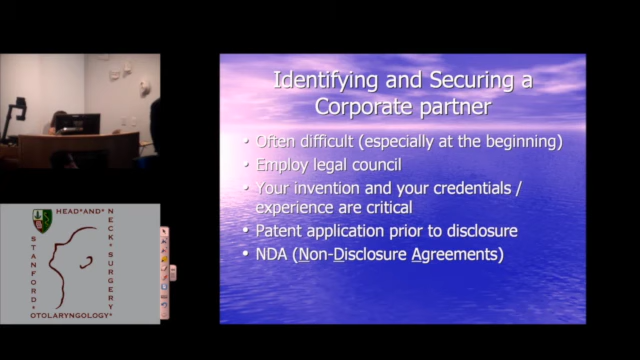 Identifying and Securing a
Corporate partner
• Often difficult (especially at the beginning)
• Employ legal council
• Your invention and your credentials /
experience are critical
• Patent application prior to disclosure
• NDA (Non-Disclosure Agreements)
HEAD*AND*
NECK*SURGERY
STANFORD*
OTOLARYNGOLOGY*